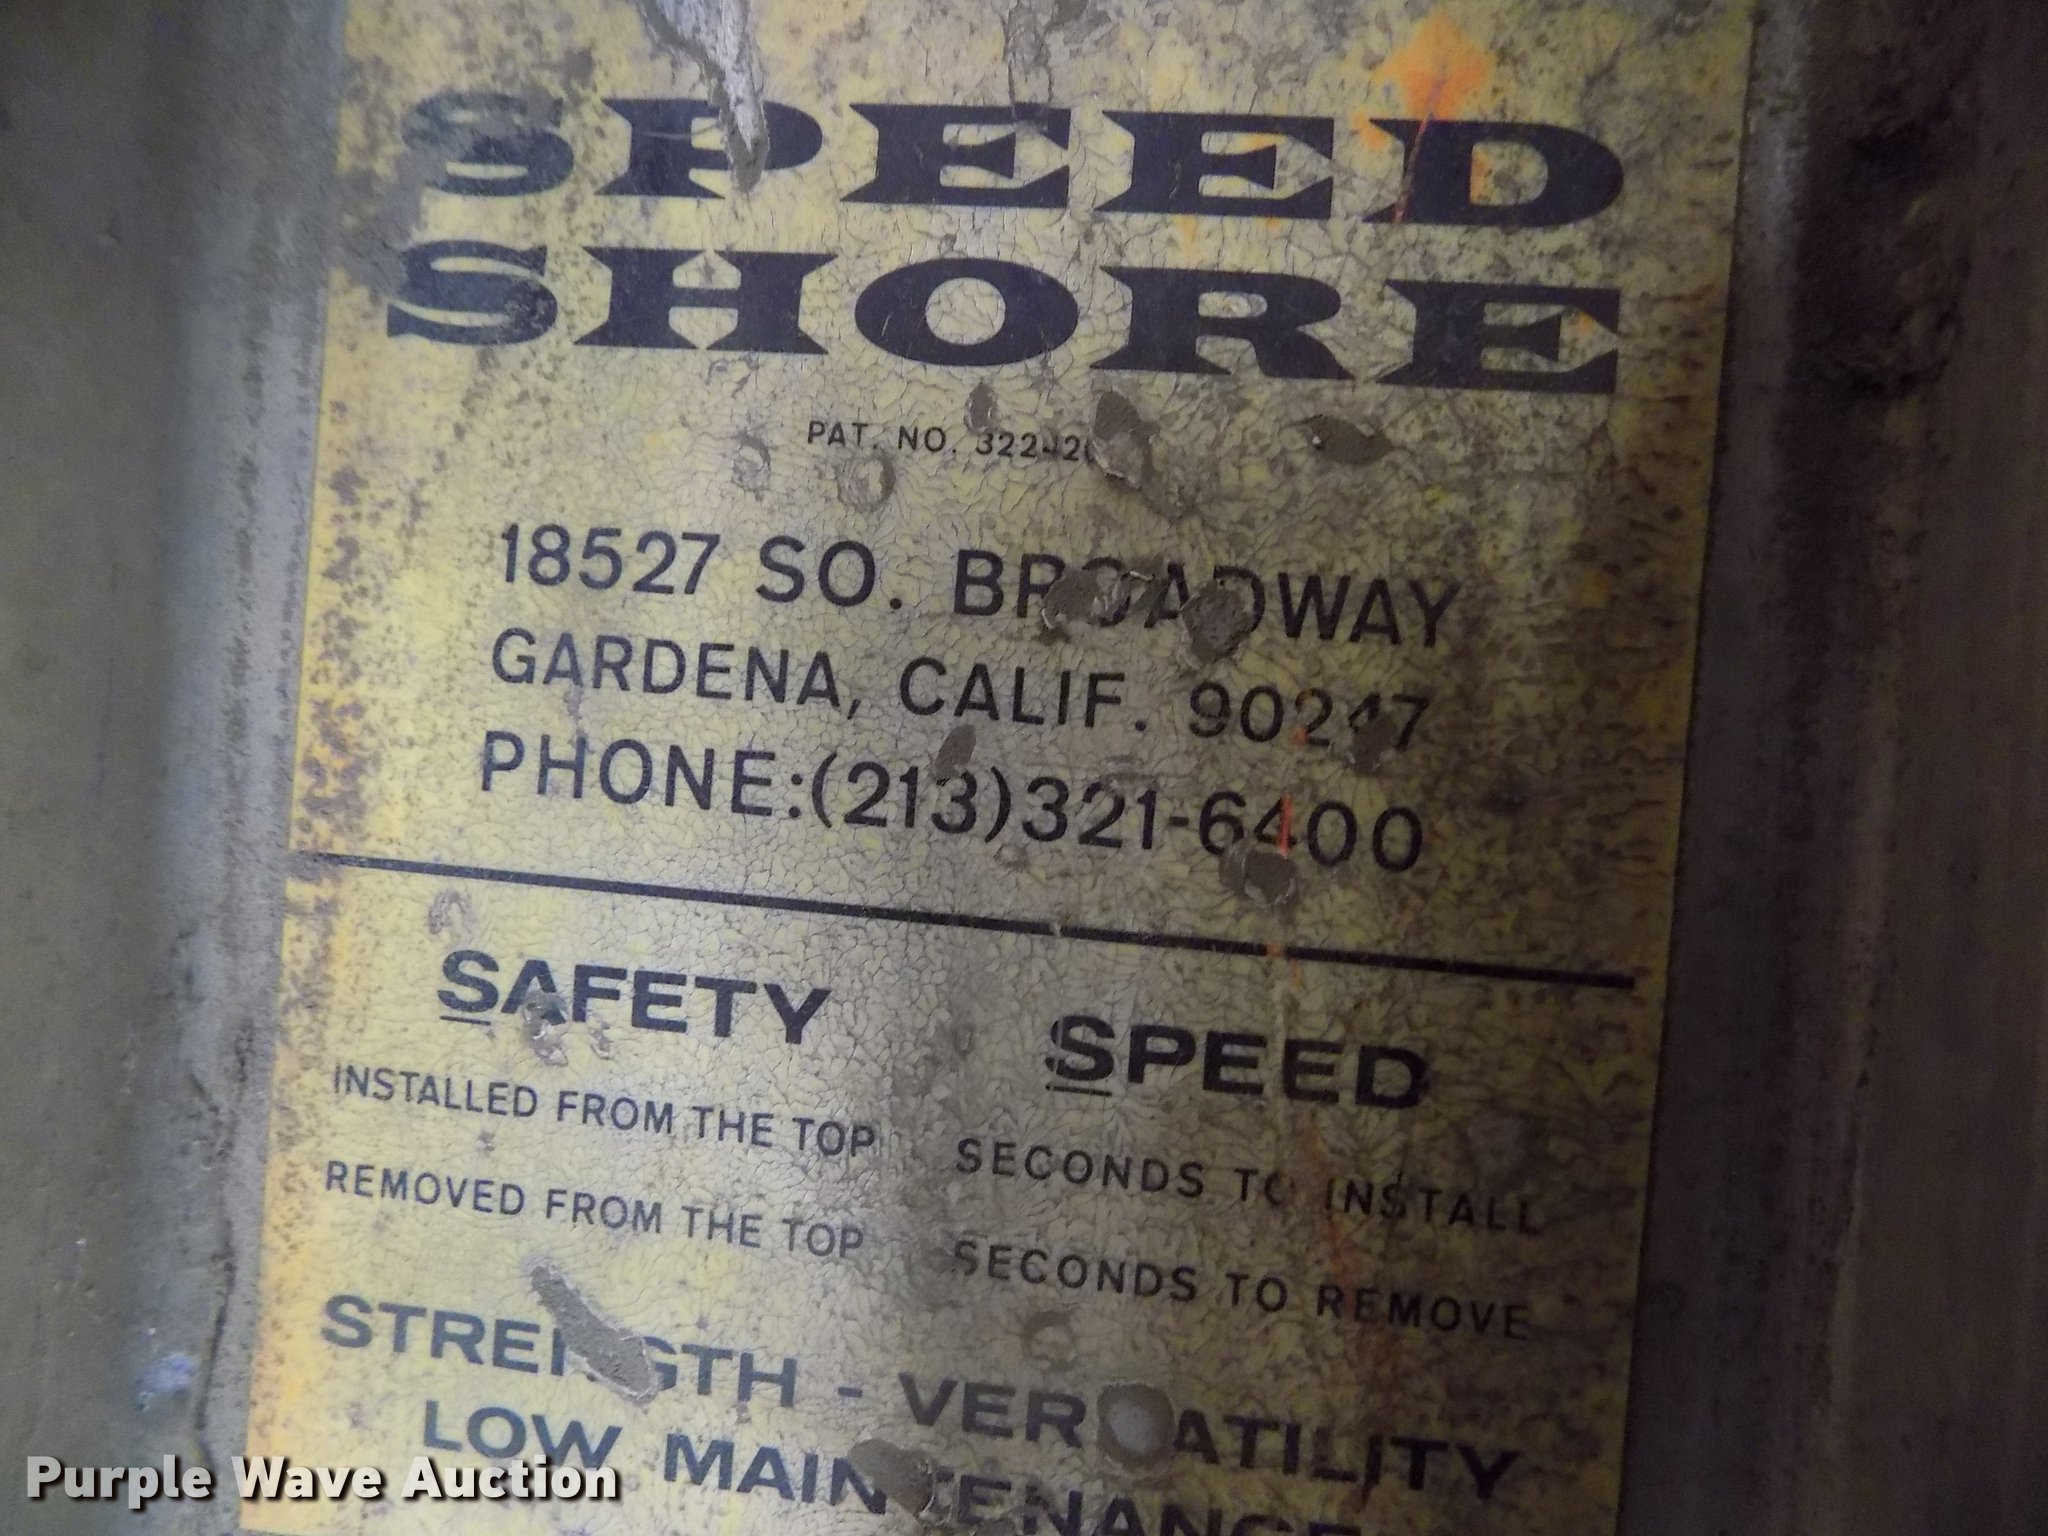 SPEED
SHORE
PAT. NO.
18527 SO. BROADWAY
GARDENA, CALIF. 90247
PHONE:(213)321-6400
SAFETY SPEED
INSTALLED FROM THE TOP SECONDS TO INSTALL
REMOVED FROM THE TOP SECONDS TO REMOVE
STRENGTH - VERSATILITY
LOW MAINTENANCE
Purple Wave Auction